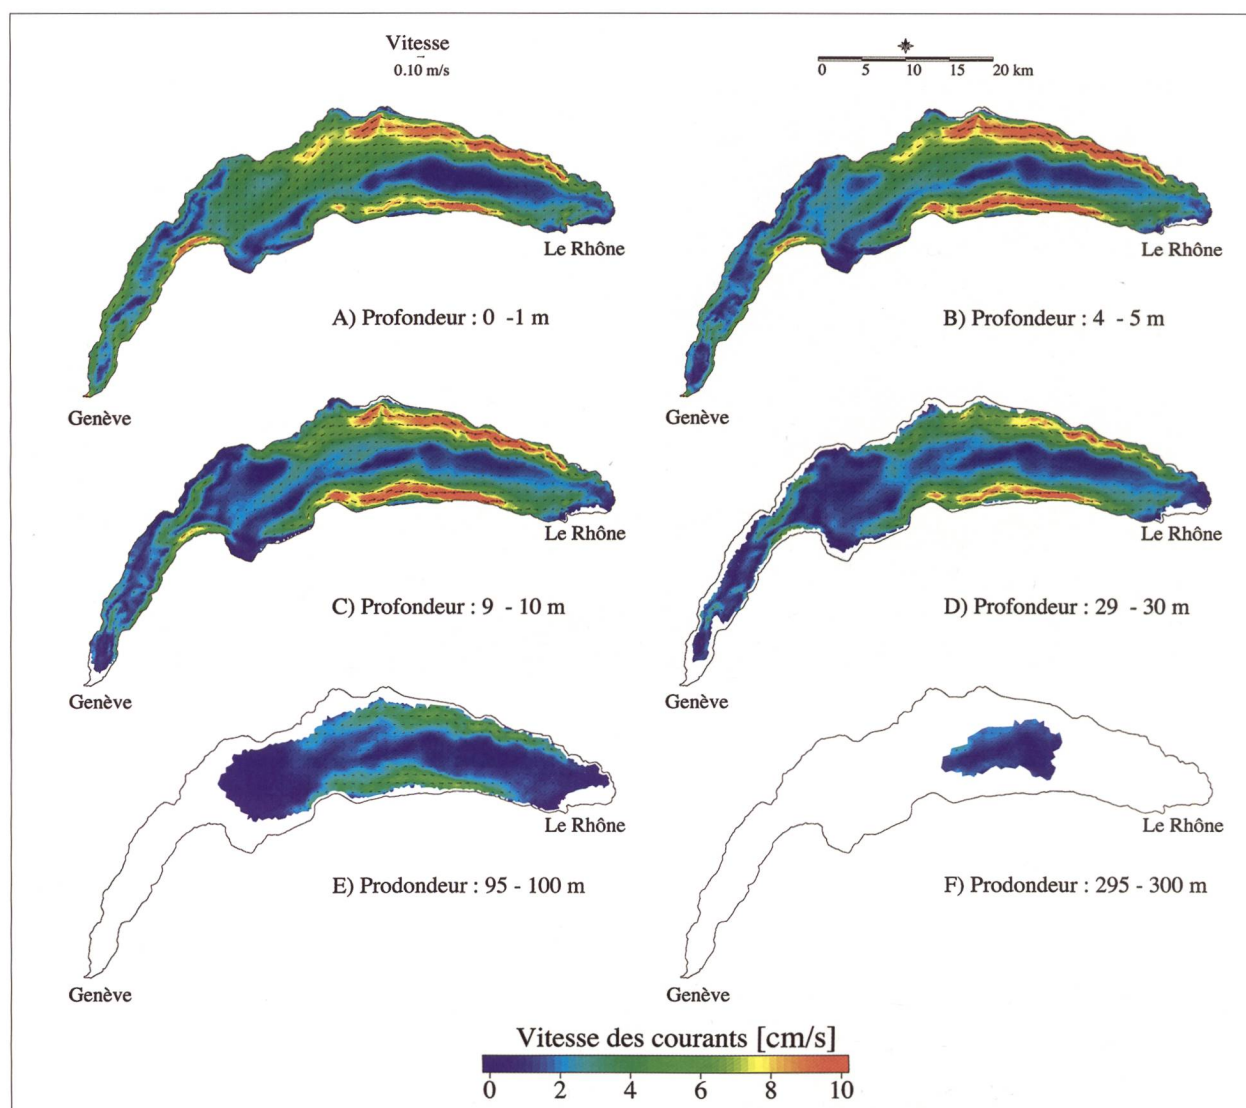 Vitesse
0.10 m/s
0 5 10 15 20 km
Le Rhône
Le Rhône
A) Profondeur : 0 -1 m
B) Profondeur : 4 - 5 m
Genève
Genève
Le Rhône
Le Rhône
C) Profondeur : 9 - 10 m
D) Profondeur : 29 - 30 m
Genève
Genève
Le Rhône
Le Rhône
E) Prodondeur : 95 - 100 m
F) Prodondeur : 295 - 300 m
Genève
Genève
Vitesse des courants [cm/s]
0 2 4 6 8 10